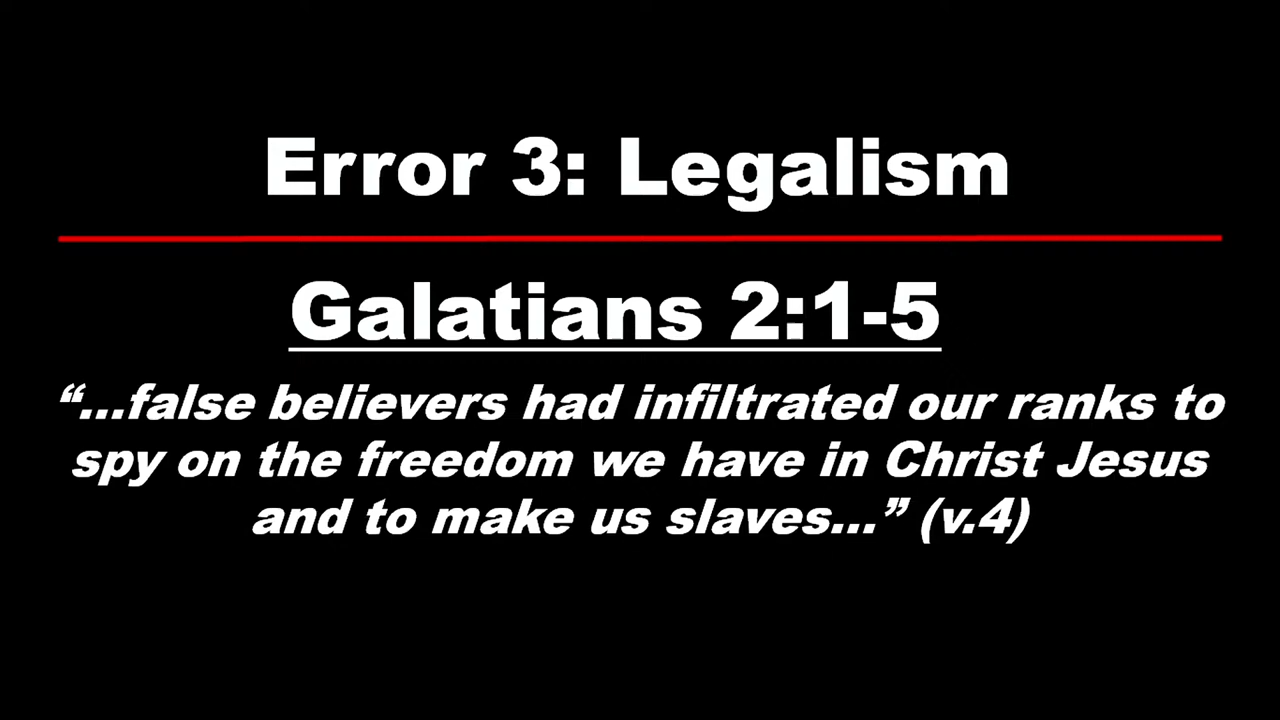 Error 3: Legalism
Galatians 2:1-5
“...false believers had infiltrated our ranks to
spy on the freedom we have in Christ Jesus
and to make us slaves...” (v.4)